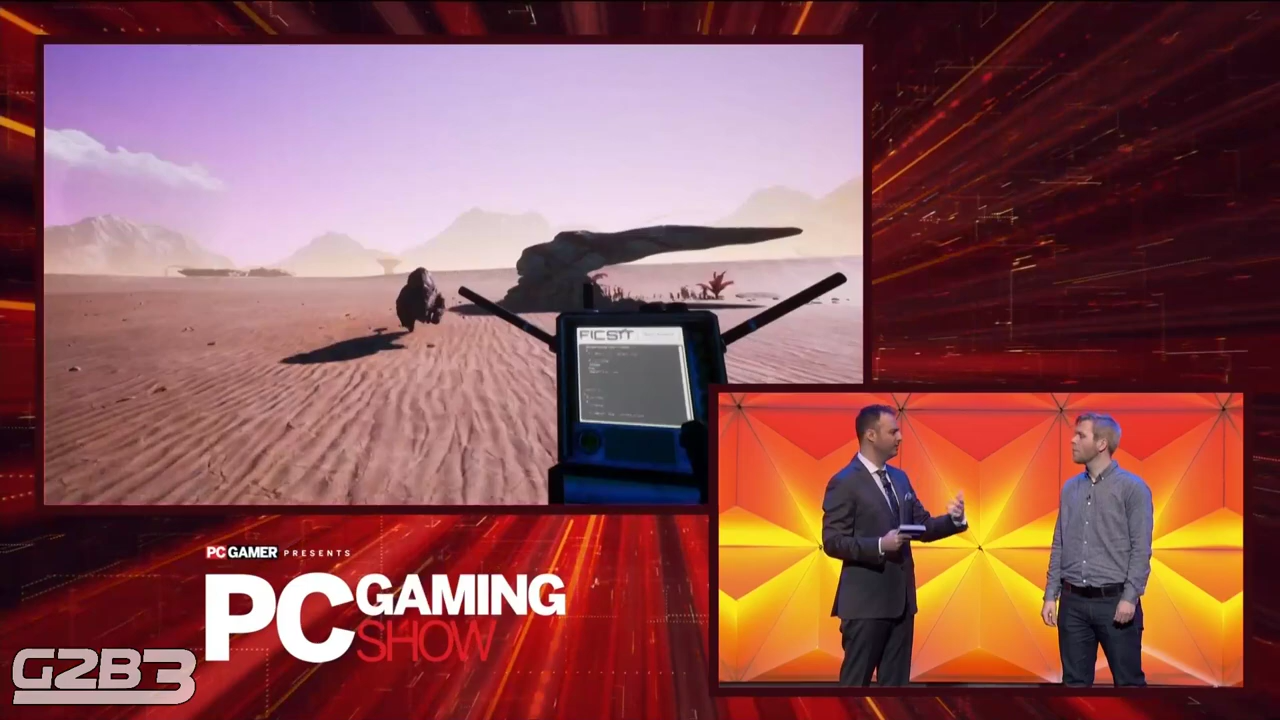 FICSIT
PC GAMER PRESENTS
PC GAMING
SHOW
G2B3